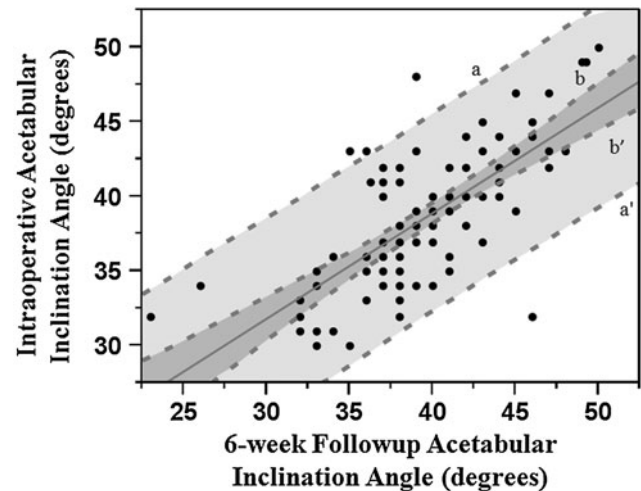 Intraoperative Acetabular
Inclination Angle (degrees)
50
45
40
35
30
a
b
b′
a'
25 30 35 40 45 50
6-week Followup Acetabular
Inclination Angle (degrees)